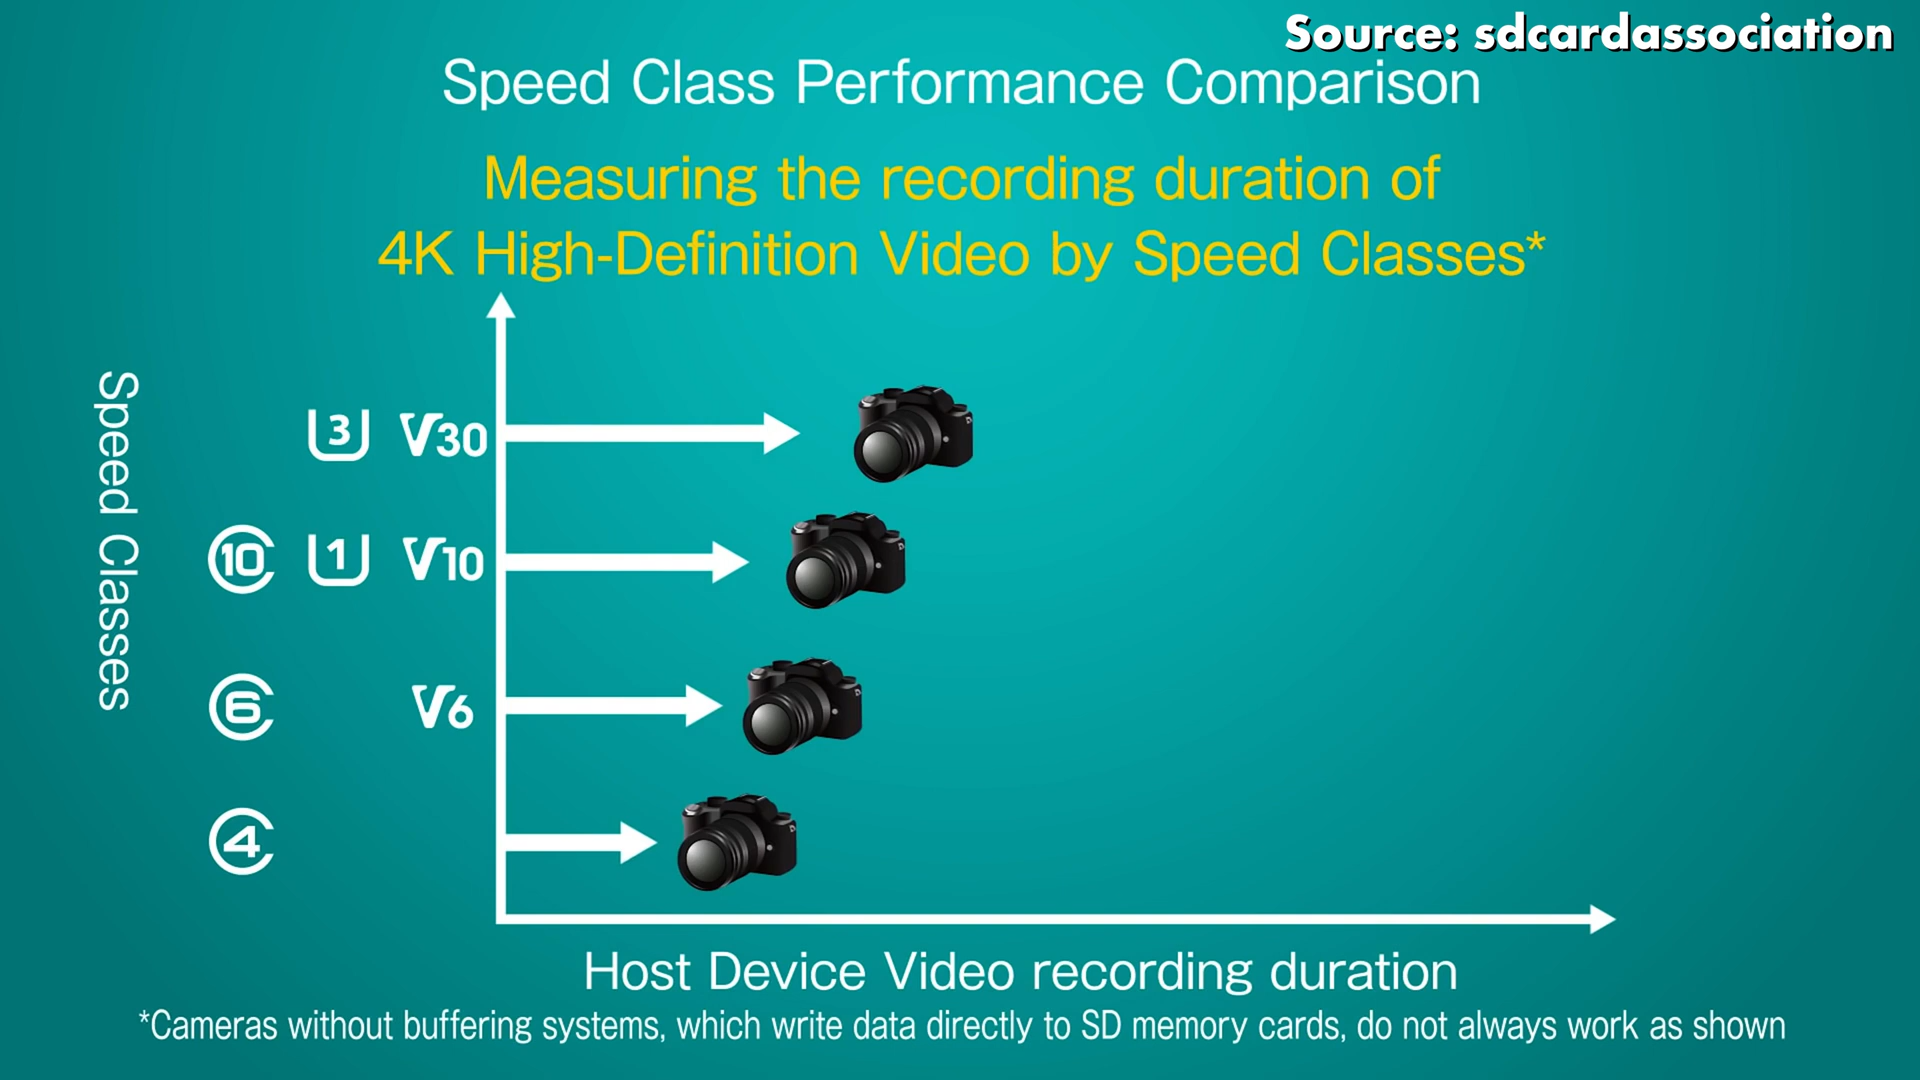 Source: sdcardassociation
Speed Class Performance Comparison
Measuring the recording duration of
4K High-Definition Video by Speed Classes*
Speed Classes
3 V30
10 1 V10
6 V6
4
Host Device Video recording duration
*Cameras without buffering systems, which write data directly to SD memory cards, do not always work as shown